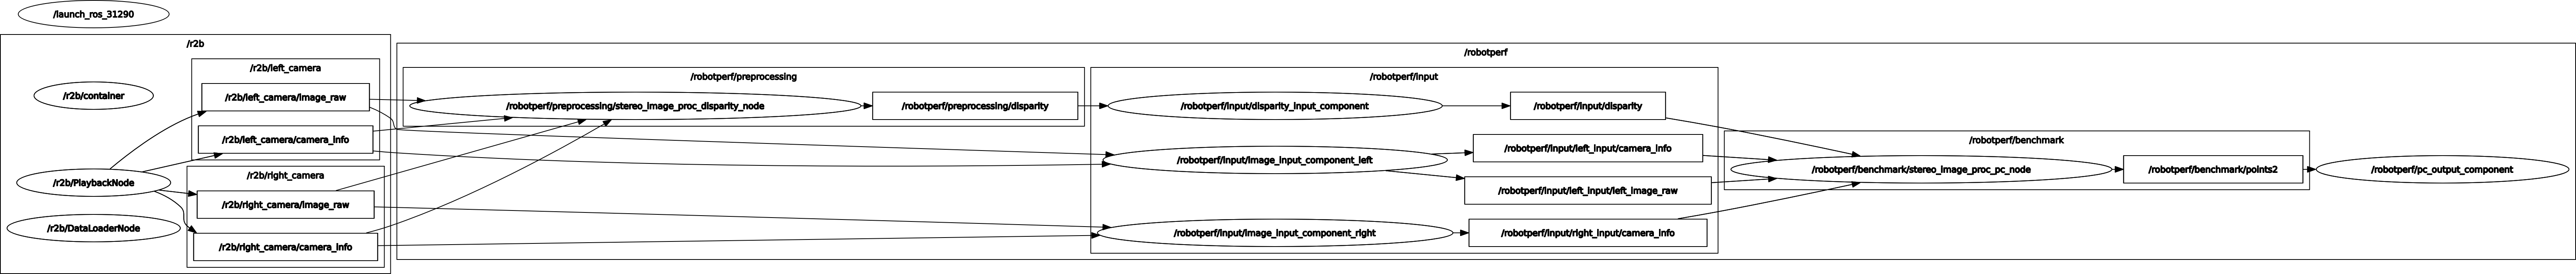 /launch_ros_31290
/r2b
/robotperf
/r2b/left_camera
/robotperf/preprocessing
/robotperf/input
/r2b/container
/r2b/left_camera/image_raw
/robotperf/preprocessing/stereo_image_proc_disparity_node
/robotperf/preprocessing/disparity
/robotperf/input/disparity_input_component
/robotperf/input/disparity
/r2b/left_camera/camera_info
/robotperf/benchmark
/robotperf/input/left_input/camera_info
/robotperf/input/image_input_component_left
/robotperf/benchmark/stereo_image_proc_pc_node
/robotperf/benchmark/points2
/robotperf/pc_output_component
/r2b/right_camera
/r2b/PlaybackNode
/robotperf/input/left_input/left_image_raw
/r2b/right_camera/image_raw
/r2b/DataLoaderNode
/r2b/right_camera/camera_info
/robotperf/input/image_input_component_right
/robotperf/input/right_input/camera_info